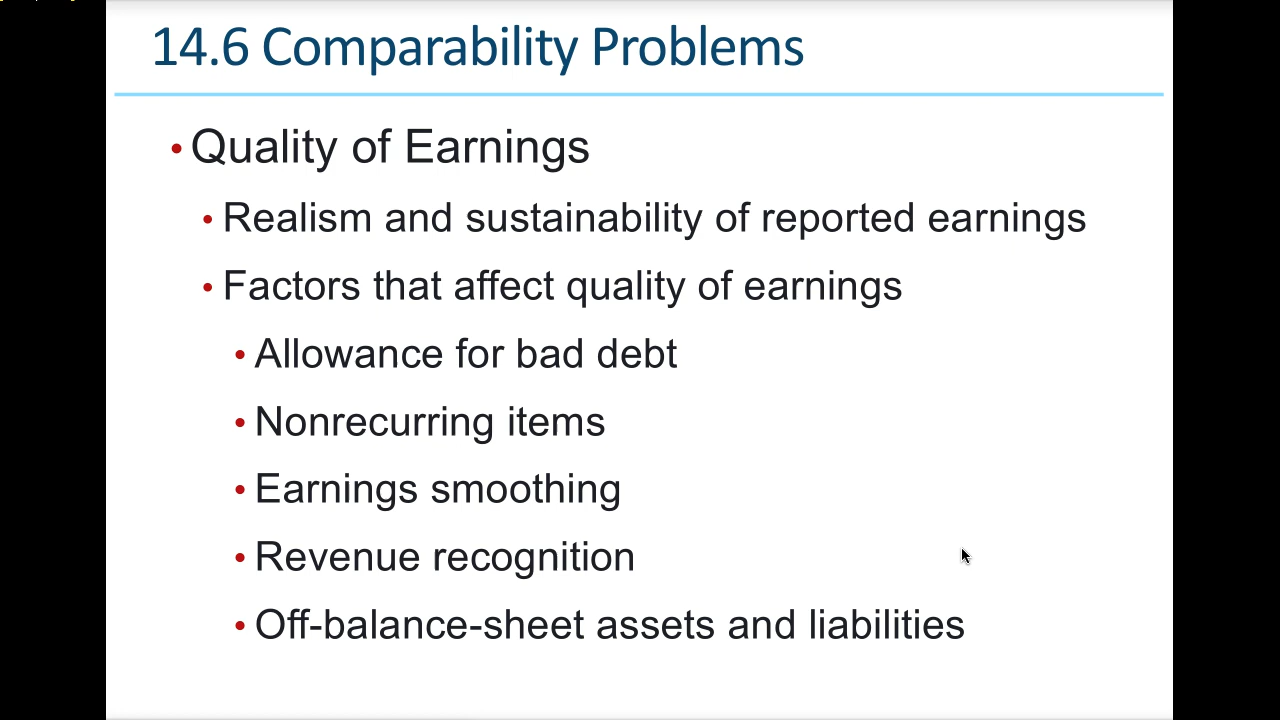 14.6 Comparability Problems
• Quality of Earnings
• Realism and sustainability of reported earnings
• Factors that affect quality of earnings
• Allowance for bad debt
• Nonrecurring items
• Earnings smoothing
• Revenue recognition
• Off-balance-sheet assets and liabilities